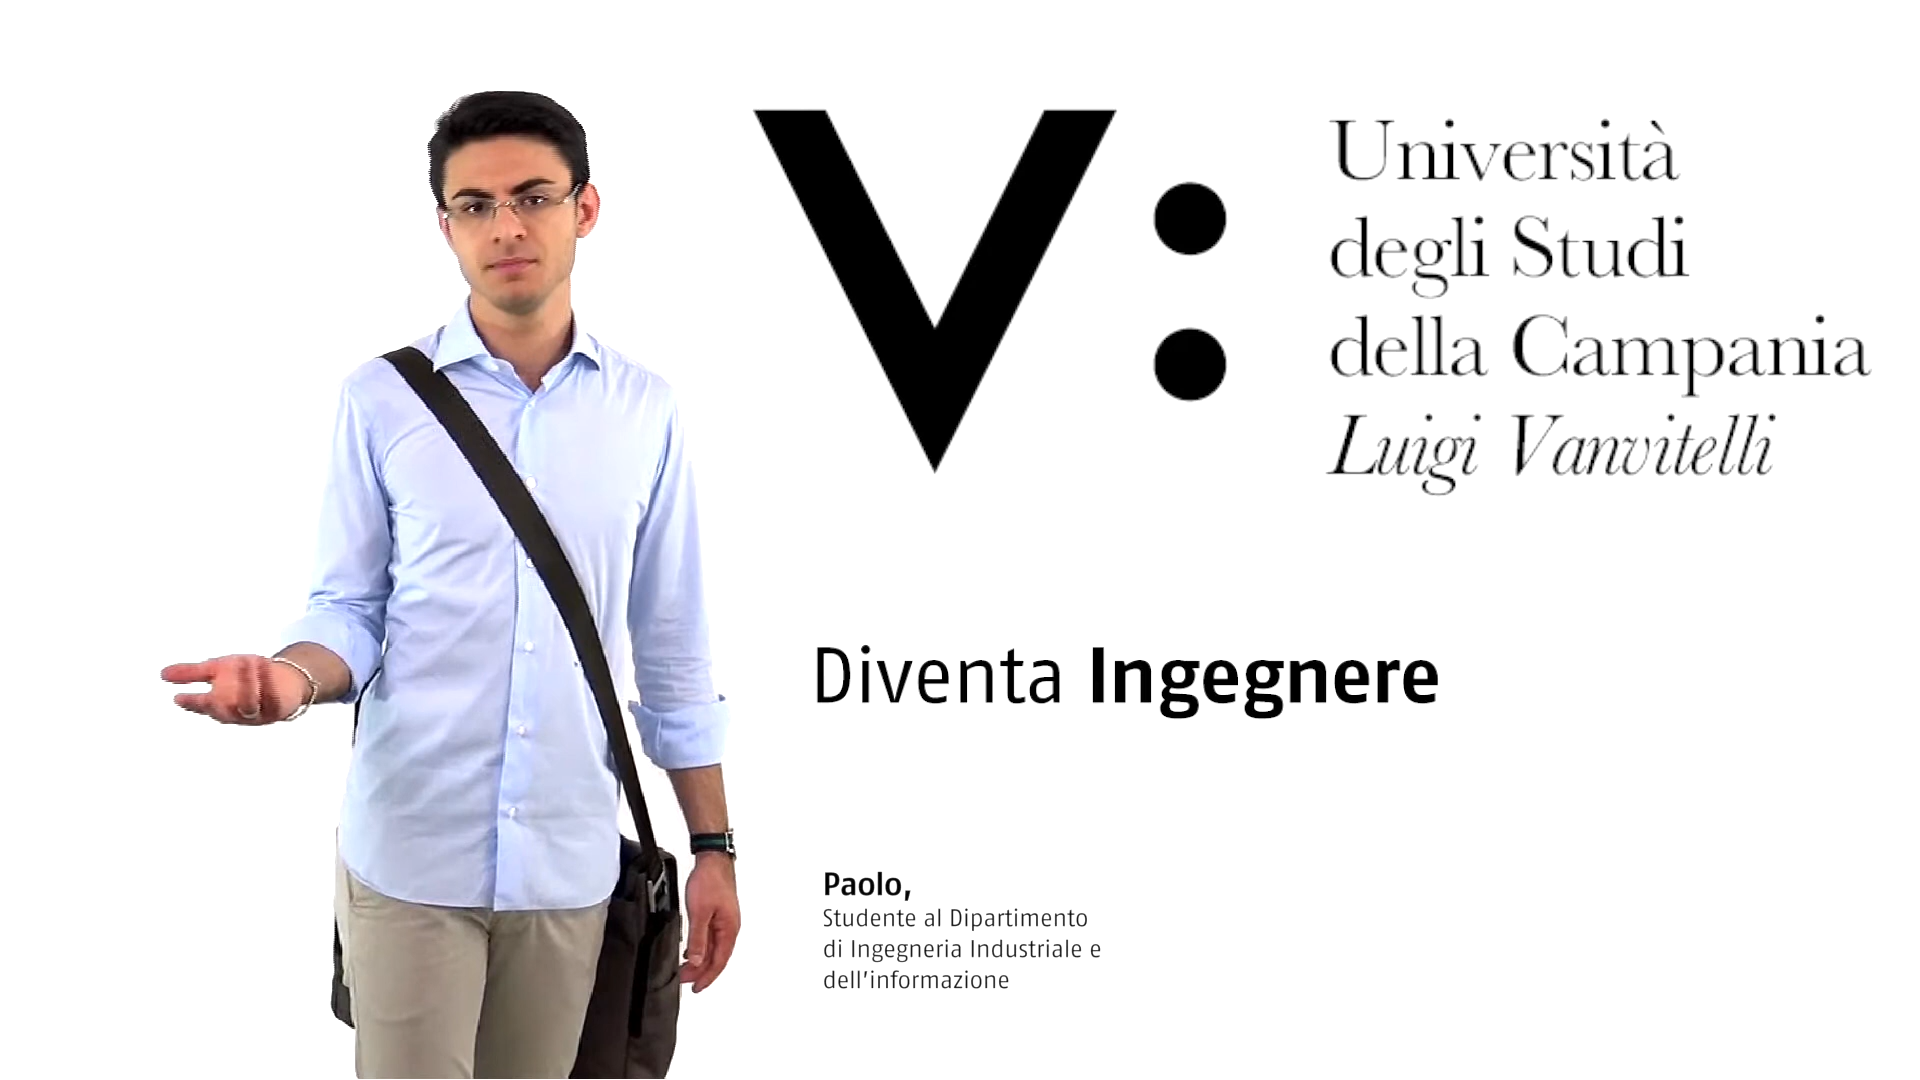 V:
Università
degli Studi
della Campania
Luigi Vanvitelli
Diventa Ingegnere
Paolo,
Studente al Dipartimento
di Ingegneria Industriale e
dell'informazione